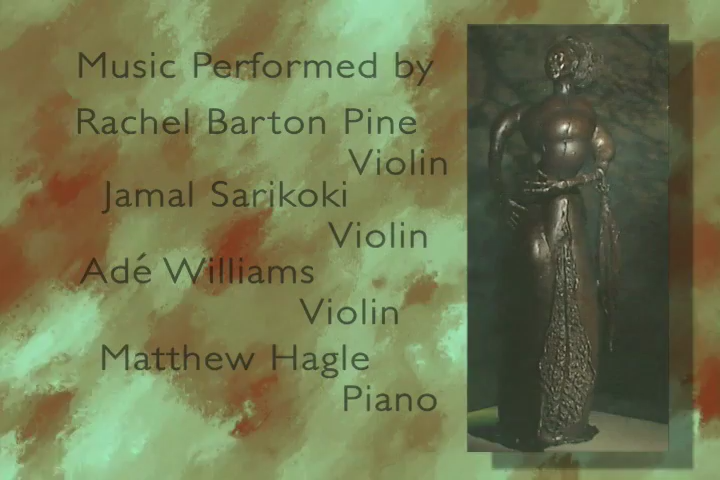 Music Performed by
Rachel Barton Pine
Violin
Jamal Sarikoki
Violin
Adé Williams
Violin
Matthew Hagle
Piano